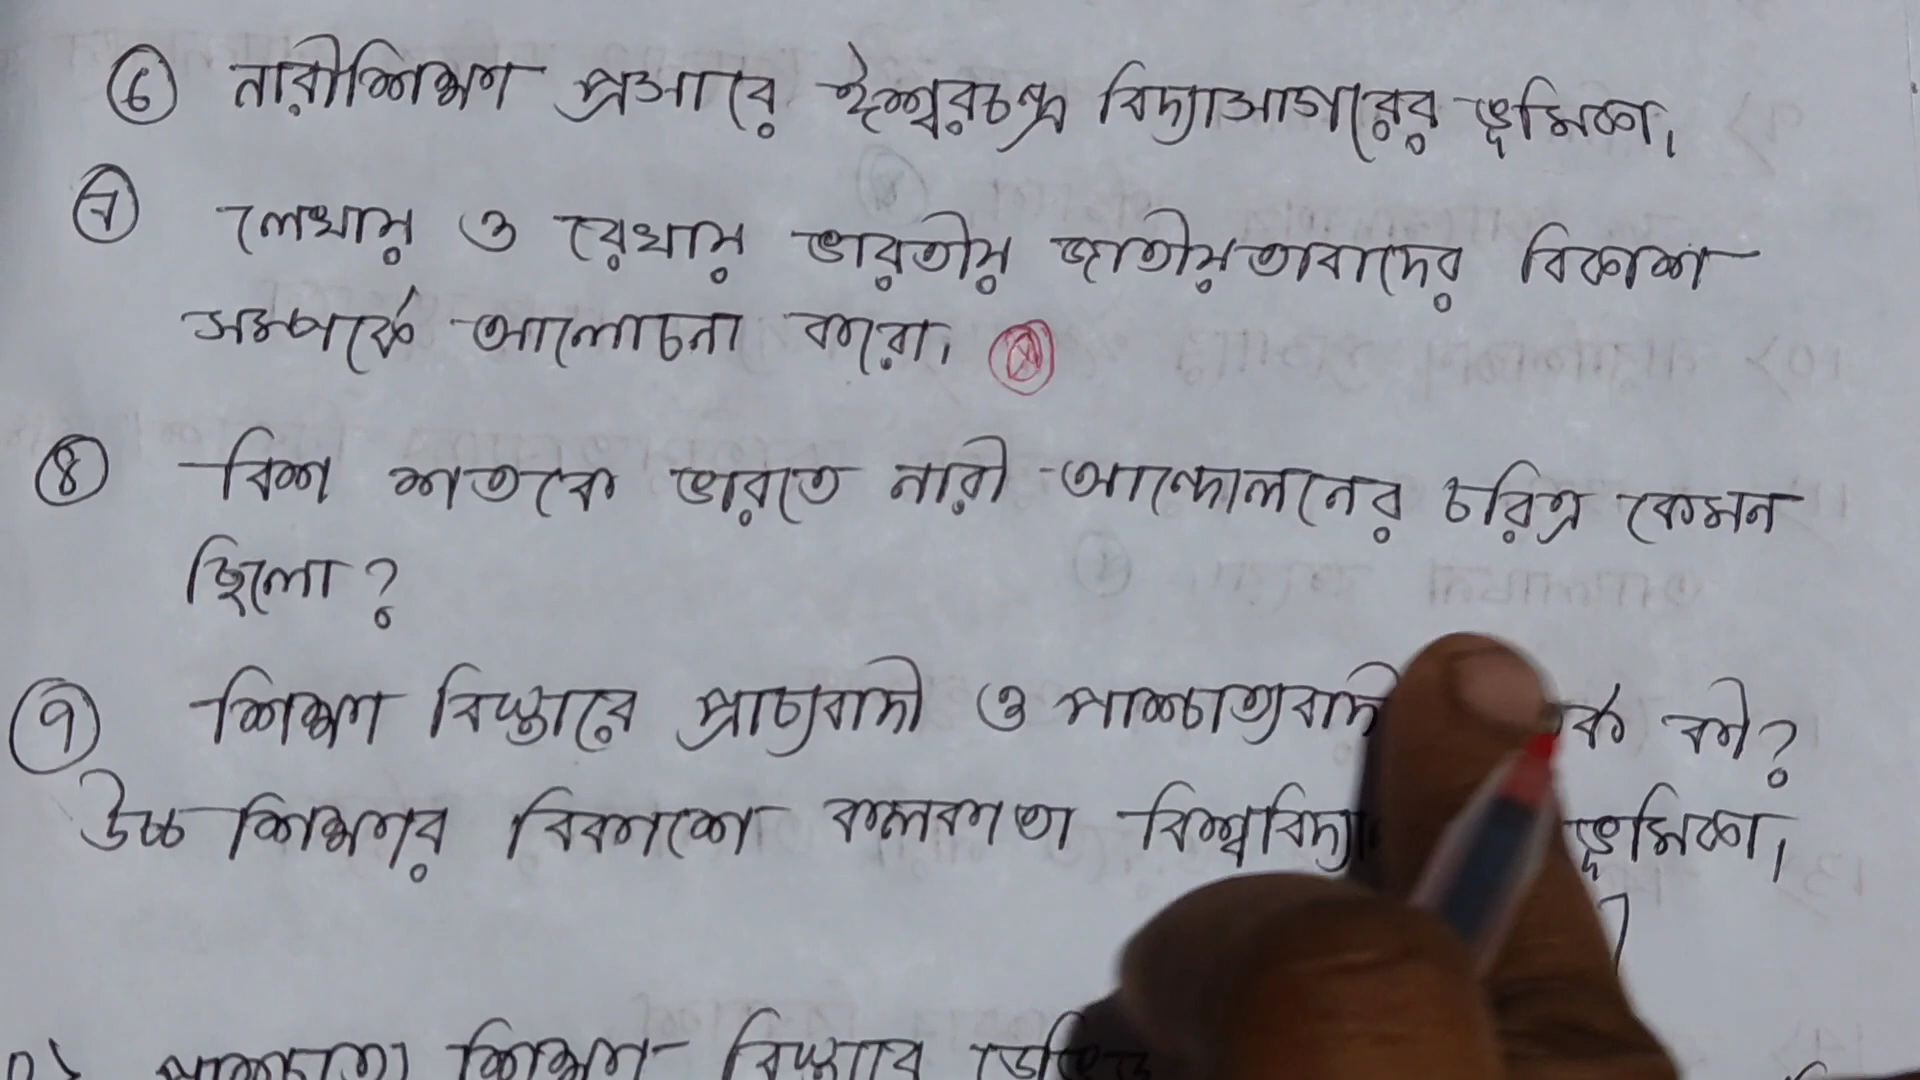 6 নারীশিক্ষা প্রসারে ঈশ্বরচন্দ্র বিদ্যাসাগরের ভূমিকা।
7 লেখায় ও রেখায় ভারতীয় জাতীয়তাবাদের বিকাশ
সম্পর্কে আলোচনা করো।
8 বিশ শতকে ভারতে নারী আন্দোলনের চরিত্র কেমন
ছিলো?
9 শিক্ষা বিস্তারে প্রাচ্যবাদী ও পাশ্চাত্যবাদী কী?
উচ্চ শিক্ষার বিকাশে কলকাতা ভূমিকা।
পাশ্চাত্য শিক্ষা বিস্তারে